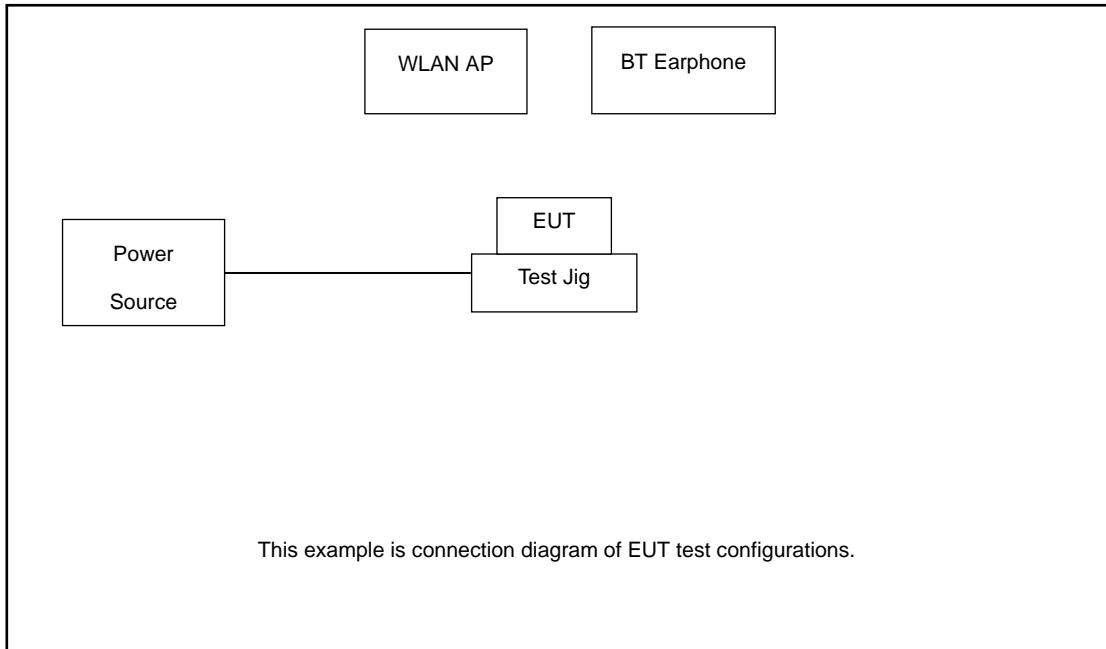 WLAN AP
BT Earphone
EUT
Power
Source
Test Jig
This example is connection diagram of EUT test configurations.